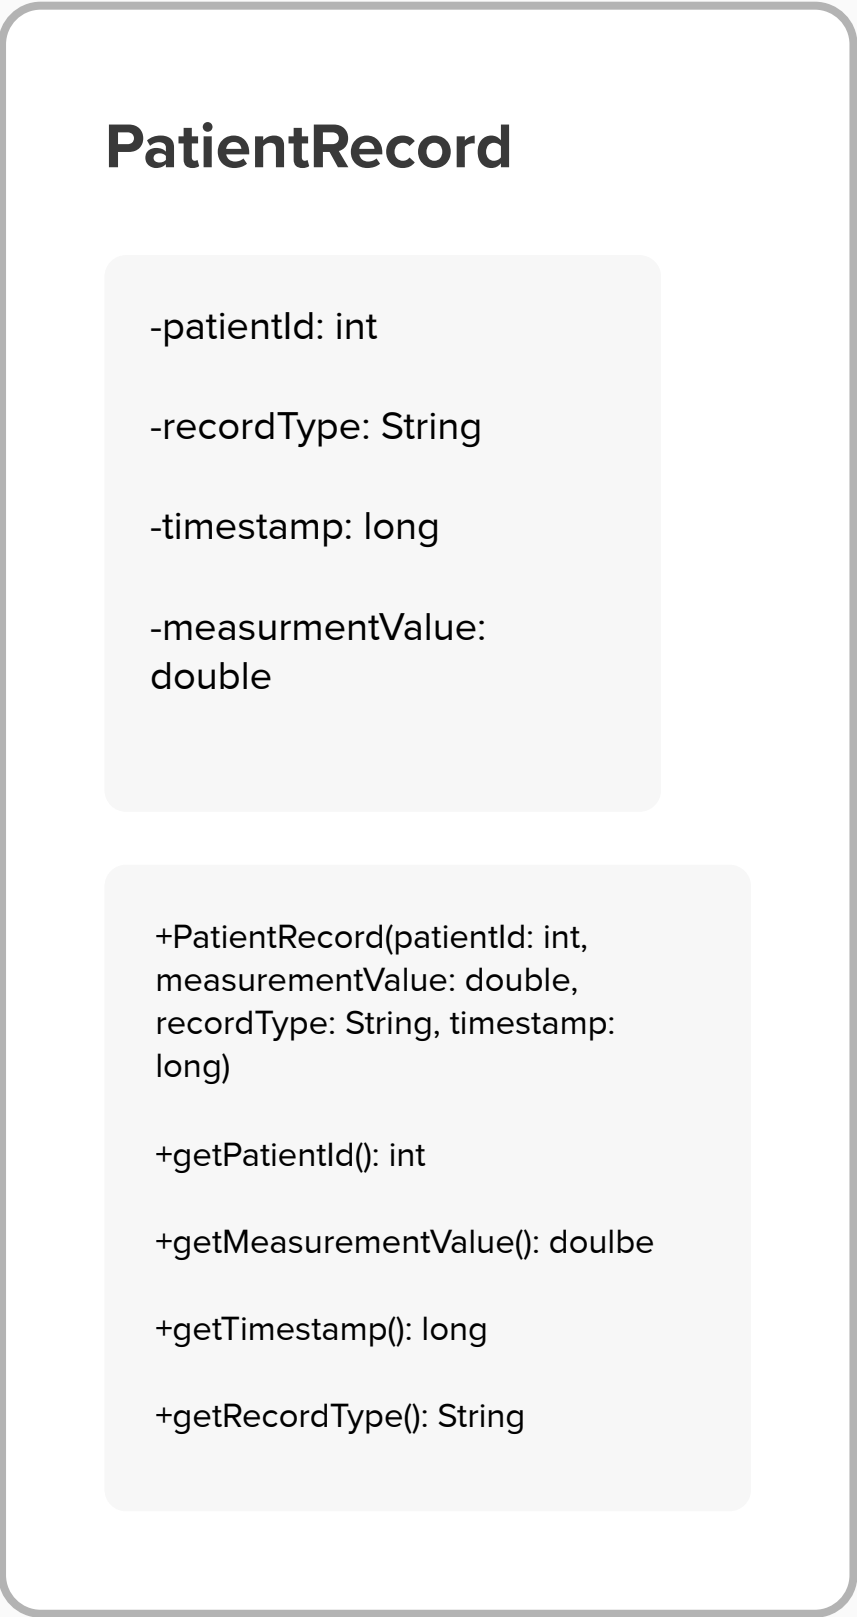 PatientRecord
-patientId: int
-recordType: String
-timestamp: long
-measurmentValue:
double
+PatientRecord(patientId: int,
measurementValue: double,
recordType: String, timestamp:
long)
+getPatientId(): int
+getMeasurementValue(): doulbe
+getTimestamp(): long
+getRecordType(): String